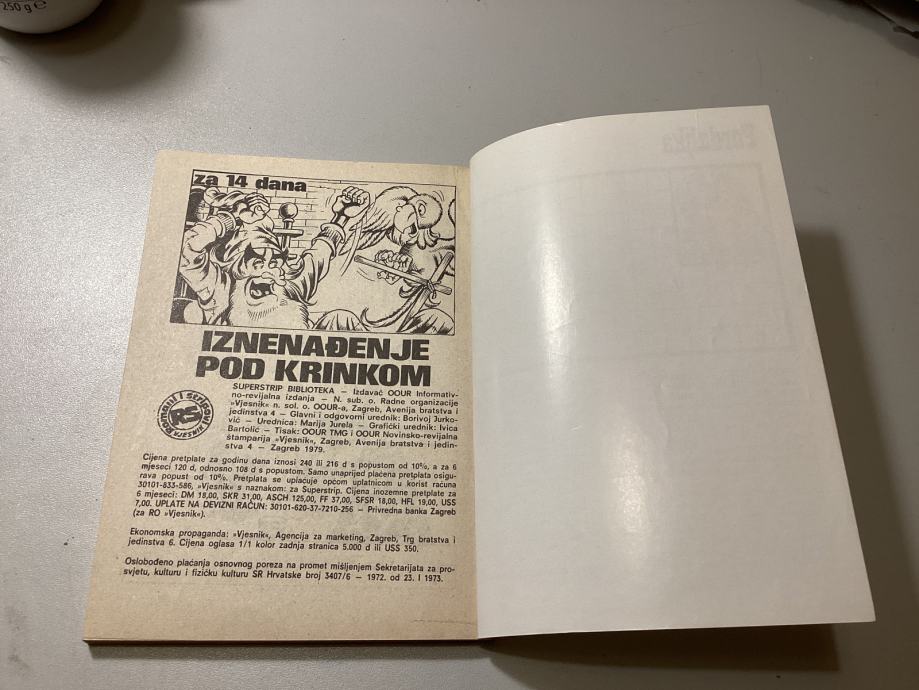 250 g e
za 14 dana
IZNENAĐENJE
POD KRINKOM
SUPERSTRIP BIBLIOTEKA — Izdavač OOUR Informativ-
no-revijalna izdanja — N. sub. o. Radne organizacije
»Vjesnik« n. sol. o. OOUR-a, Zagreb, Avenija bratstva i
jedinstva 4 — Glavni i odgovorni urednik: Borivoj Jurko-
vić — Urednica: Marija Jurela — Grafički urednik: Ivica
Bartolić — Tisak: OOUR TMG i OOUR Novinsko-revijalna
štamparija »Vjesnik«, Zagreb, Avenija bratstva i jedin-
stva 4 — Zagreb 1979.
Romani i stripovi
RS
Vjesnik
Cijena pretplate za godinu dana iznosi 240 ili 216 d s popustom od 10%, a za 6
mjeseci 120 d, odnosno 108 d s popustom. Samo unaprijed plaćena pretplata osigu-
rava popust od 10%. Pretplata se uplaćuje općom uplatnicom u korist računa
30101-833-586, »Vjesnik« s naznakom: za Superstrip. Cijena inozemne pretplate za
6 mjeseci: DM 18,00, SKR 31,00, ASCH 125,00, FF 37,00, SFSR 18,00, HFL 19,00, USS
7,00. UPLATE NA DEVIZNI RAČUN: 30101-620-37-7210-256 — Privredna banka Zagreb
(za RO »Vjesnik«).
Ekonomska propaganda: »Vjesnik«, Agencija za marketing, Zagreb, Trg bratstva i
jedinstva 6. Cijena oglasa 1/1 kolor zadnja stranica 5.000 d ili USS 350.
Oslobođeno plaćanja osnovnog poreza na promet mišljenjem Sekretarijata za pro-
svjetu, kulturu i fizičku kulturu SR Hrvatske broj 3407/6 — 1972. od 23. I 1973.